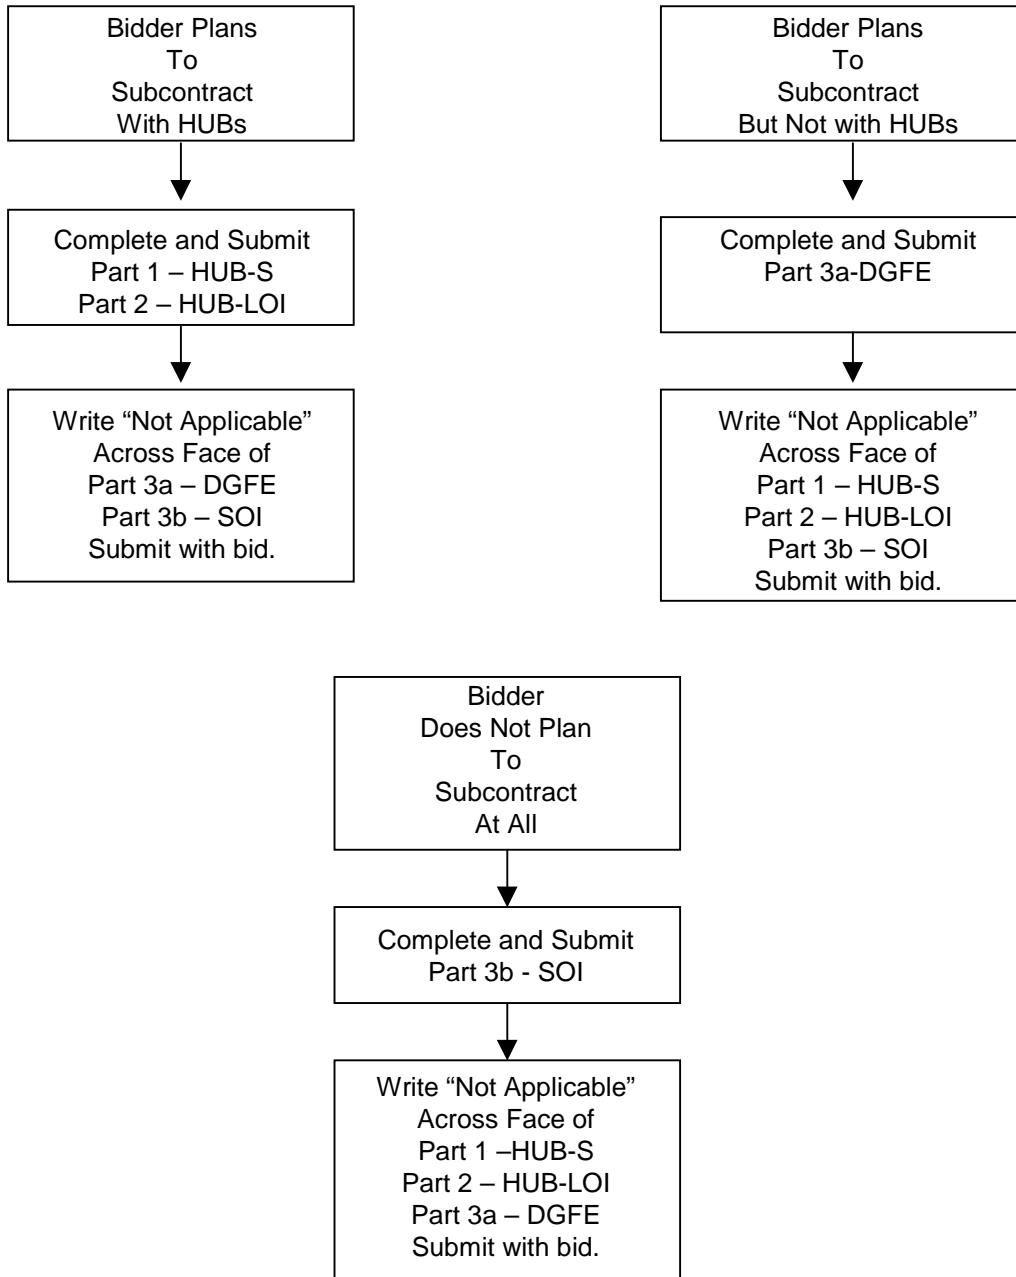 Bidder Plans
To
Subcontract
With HUBs
Complete and Submit
Part 1 – HUB-S
Part 2 – HUB-LOI
Write “Not Applicable”
Across Face of
Part 3a – DGFE
Part 3b – SOI
Submit with bid.
Bidder Plans
To
Subcontract
But Not with HUBs
Complete and Submit
Part 3a-DGFE
Write “Not Applicable”
Across Face of
Part 1 – HUB-S
Part 2 – HUB-LOI
Part 3b – SOI
Submit with bid.
Bidder
Does Not Plan
To
Subcontract
At All
Complete and Submit
Part 3b - SOI
Write “Not Applicable”
Across Face of
Part 1 –HUB-S
Part 2 – HUB-LOI
Part 3a – DGFE
Submit with bid.